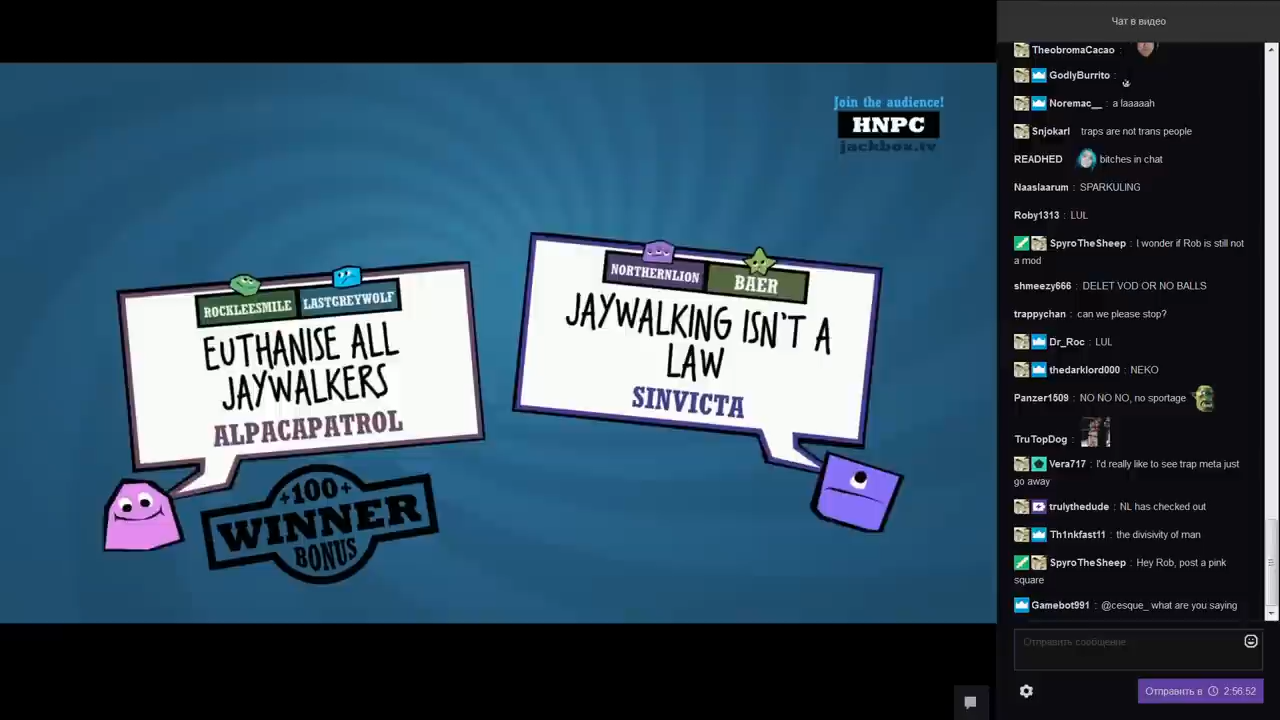 Join the audience!
HNPC
jackbox.tv
ROCKLEESMILE LASTGREYWOLF
EUTHANISE ALL
JAYWALKERS
ALPACAPATROL
+100+
WINNER
BONUS
NORTHERNLION BAER
JAYWALKING ISN'T A
LAW
SINVICTA
Чат в видео
TheobromaCacao :
GodlyBurrito :
Noremac__ : a laaaaah
Snjokarl traps are not trans people
READHED bitches in chat
Naaslaarum : SPARKULING
Roby1313 : LUL
SpyroTheSheep : I wonder if Rob is still not
a mod
shmeezy666 : DELET VOD OR NO BALLS
trappychan : can we please stop?
Dr_Roc : LUL
thedarklord000 : NEKO
Panzer1509 : NO NO NO, no sportage
TruTopDog :
Vera717 : I'd really like to see trap meta just
go away
trulythedude : NL has checked out
Th1nkfast11 : the divisivity of man
SpyroTheSheep : Hey Rob, post a pink
square
Gamebot991 : @cesque_ what are you saying
Отправить сообщение
Отправить в 2:56:52